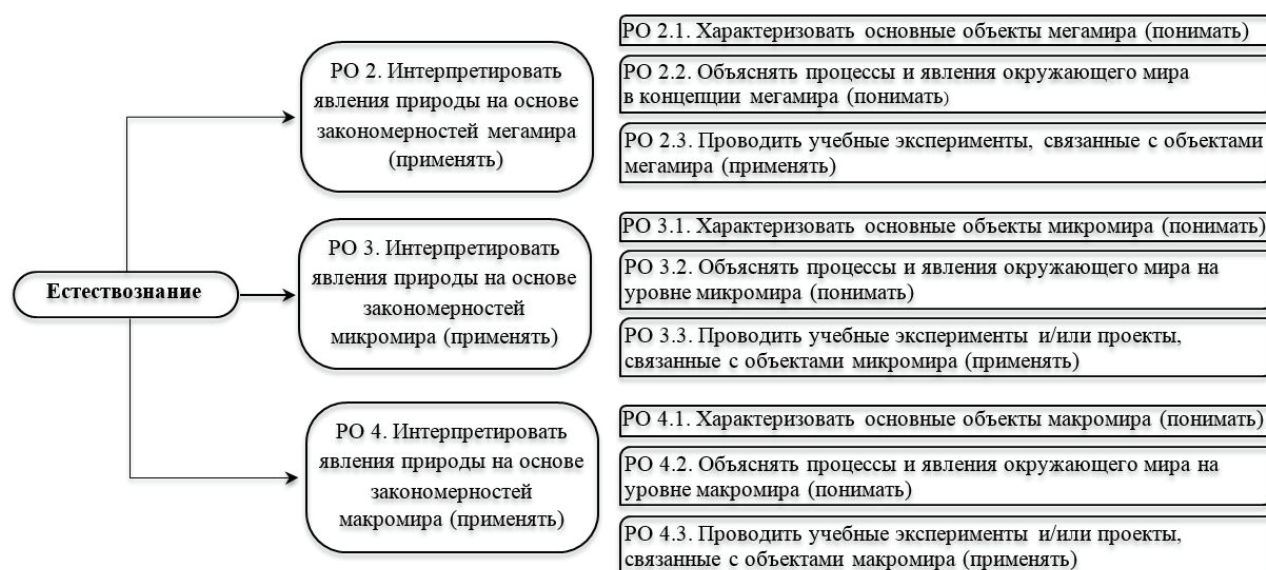 Естествознание
РО 2. Интерпретировать
явления природы на основе
закономерностей мегамира
(применять)
РО 2.1. Характеризовать основные объекты мегамира (понимать)
РО 2.2. Объяснять процессы и явления окружающего мира
в концепции мегамира (понимать)
РО 2.3. Проводить учебные эксперименты, связанные с объектами
мегамира (применять)
РО 3. Интерпретировать
явления природы на основе
закономерностей
микромира (применять)
РО 3.1. Характеризовать основные объекты микромира (понимать)
РО 3.2. Объяснять процессы и явления окружающего мира на
уровне микромира (понимать)
РО 3.3. Проводить учебные эксперименты и/или проекты,
связанные с объектами микромира (применять)
РО 4. Интерпретировать
явления природы на основе
закономерностей
макромира (применять)
РО 4.1. Характеризовать основные объекты макромира (понимать)
РО 4.2. Объяснять процессы и явления окружающего мира на
уровне макромира (понимать)
РО 4.3. Проводить учебные эксперименты и/или проекты,
связанные с объектами макромира (применять)